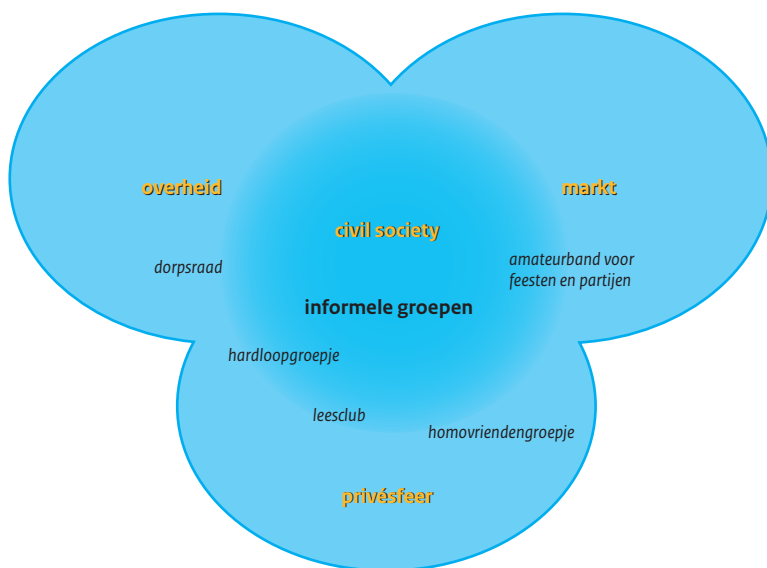 overheid
markt
civil society
dorpsraad
amateurband voor
feesten en partijen
informele groepen
hardloopgroepje
leesclub
homovriendengroepje
privésfeer